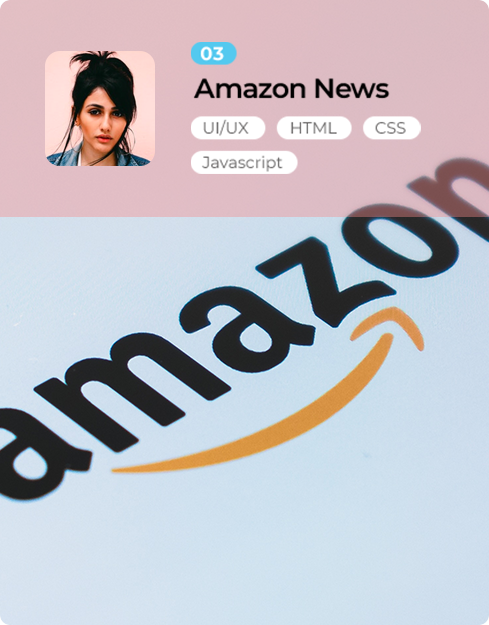 03
Amazon News
UI/UX HTML CSS
Javascript
amazon